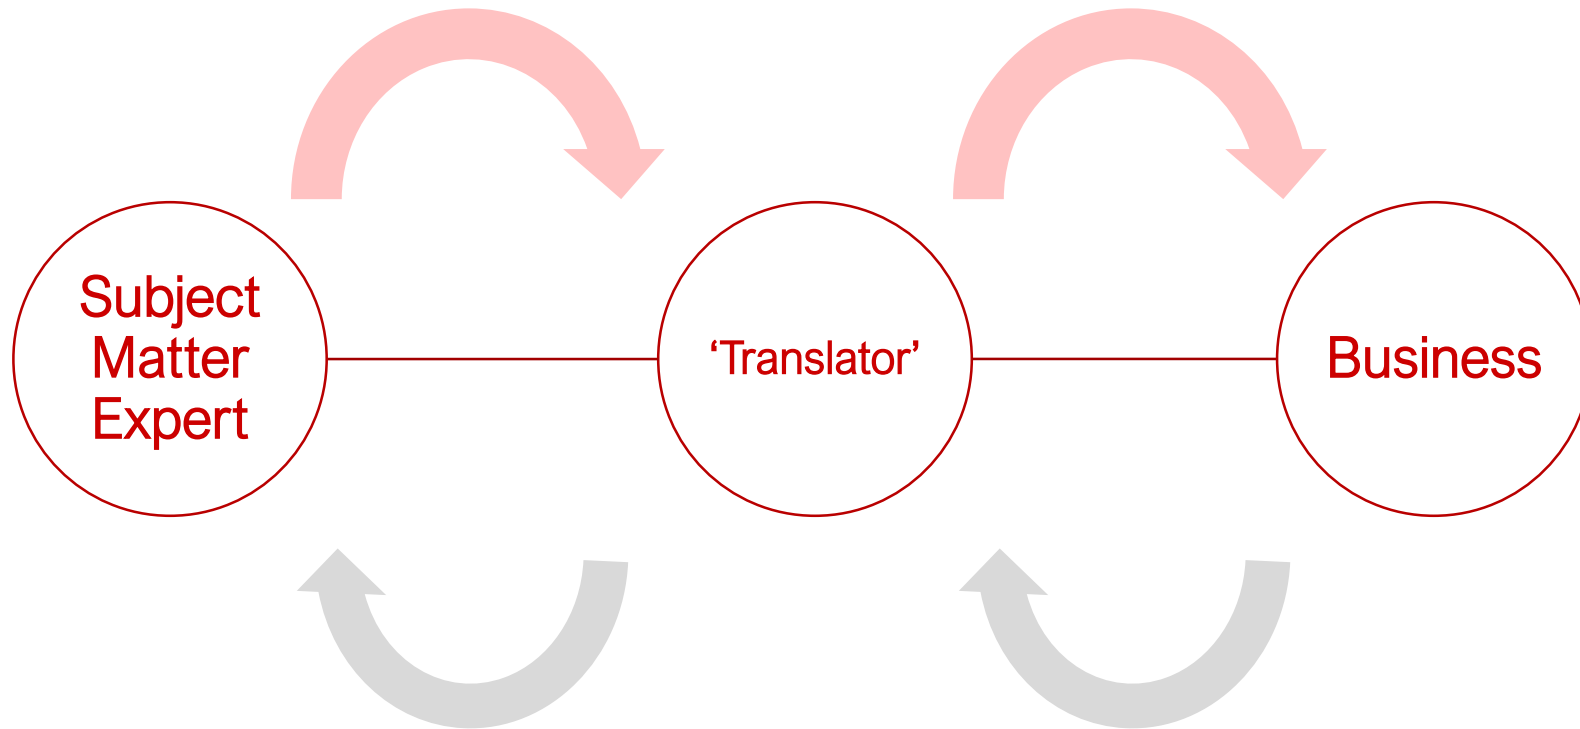 Subject
Matter
Expert
‘Translator’
Business